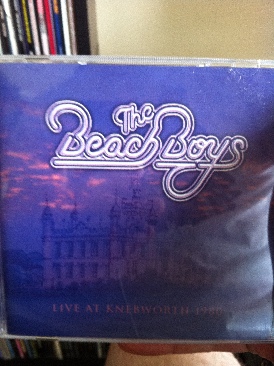 The
Beach Boys
LIVE AT KNEBWORTH 1980